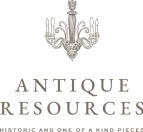 ANTIQUE
RESOURCES
HISTORIC AND ONE OF A KIND PIECES